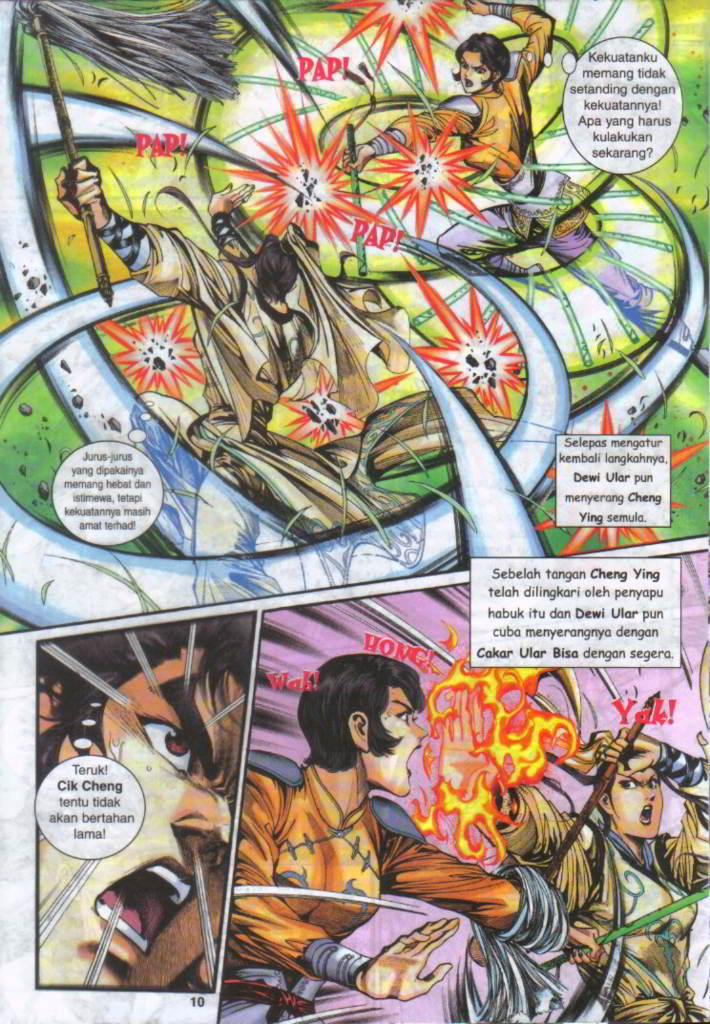 PAP!
PAP!
PAP!
PAP!
Kekuatanku
memang tidak
setanding dengan
kekuatannya!
Apa yang harus
kulakukan
sekarang?
Jurus-jurus
yang dipakainya
memang hebat dan
istimewa, tetapi
kekuatannya masih
amat terhad!
Selepas mengatur
kembali langkahnya,
Dewi Ular pun
menyerang Cheng
Ying semula.
Sebelah tangan Cheng Ying
telah dilingkari oleh penyapu
habuk itu dan Dewi Ular pun
cuba menyerangnya dengan
Cakar Ular Bisa dengan segera.
Teruk!
Cik Cheng
tentu tidak
akan bertahan
lama!
Wah!
HONG!
Yak!
10